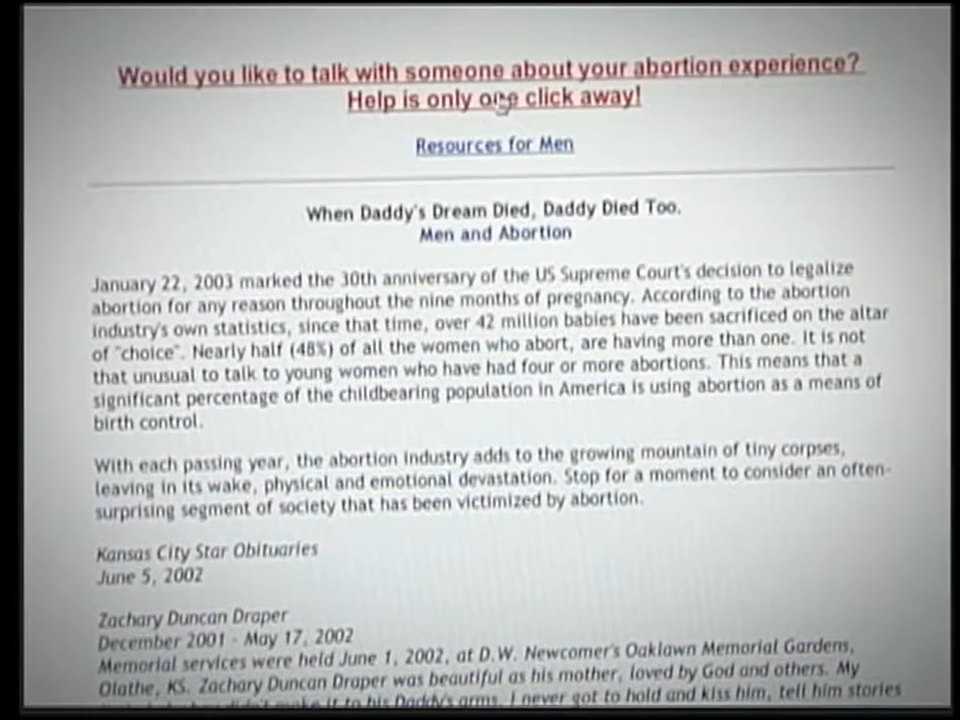 Would you like to talk with someone about your abortion experience?
Help is only one click away!
Resources for Men
When Daddy's Dream Died, Daddy Died Too.
Men and Abortion
January 22, 2003 marked the 30th anniversary of the US Supreme Court's decision to legalize
abortion for any reason throughout the nine months of pregnancy. According to the abortion
industry's own statistics, since that time, over 42 million babies have been sacrificed on the altar
of "choice". Nearly half (48%) of all the women who abort, are having more than one. It is not
that unusual to talk to young women who have had four or more abortions. This means that a
significant percentage of the childbearing population in America is using abortion as a means of
birth control.
With each passing year, the abortion industry adds to the growing mountain of tiny corpses,
leaving in its wake, physical and emotional devastation. Stop for a moment to consider an often-
surprising segment of society that has been victimized by abortion.
Kansas City Star Obituaries
June 5, 2002
Zachary Duncan Draper
December 2001 - May 17, 2002
Memorial services were held June 1, 2002, at D.W. Newcomer's Oaklawn Memorial Gardens,
Olathe, KS. Zachary Duncan Draper was beautiful as his mother, loved by God and others. My
make it to his Daddy's arms. I never got to hold and kiss him, tell him stories